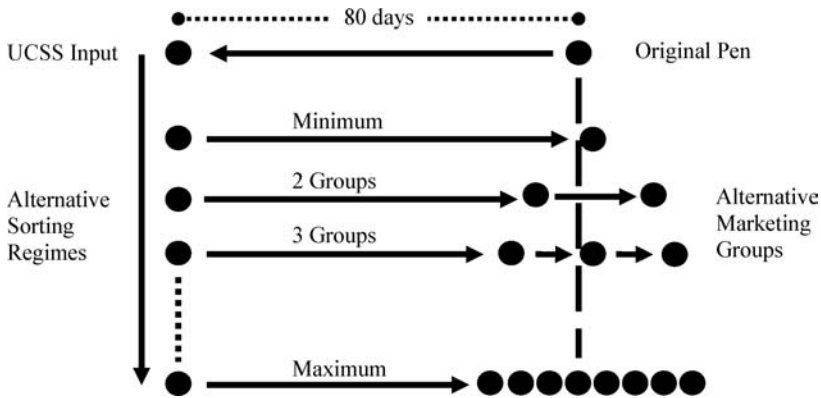 80 days
UCSS Input
Original Pen
Minimum
2 Groups
Alternative
Sorting
Regimes
3 Groups
Alternative
Marketing
Groups
Maximum